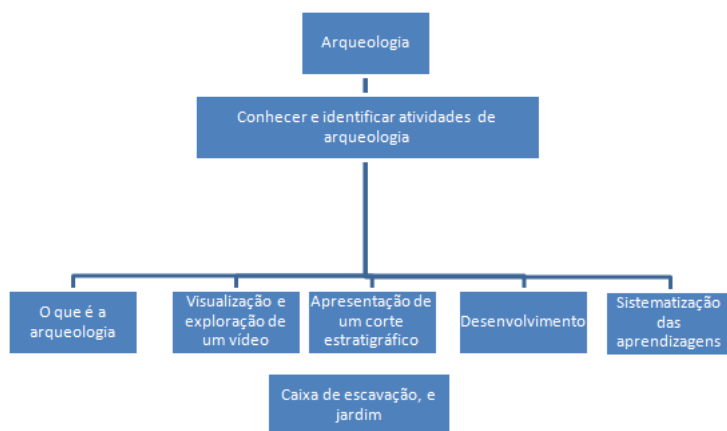 Arqueologia
Conhecer e identificar atividades de
arqueologia
O que é a
arqueologia
Visualização e
exploração de
um vídeo
Apresentação de
um corte
estratigráfico
Desenvolvimento
Sistematização
das
aprendizagens
Caixa de escavação, e
jardim